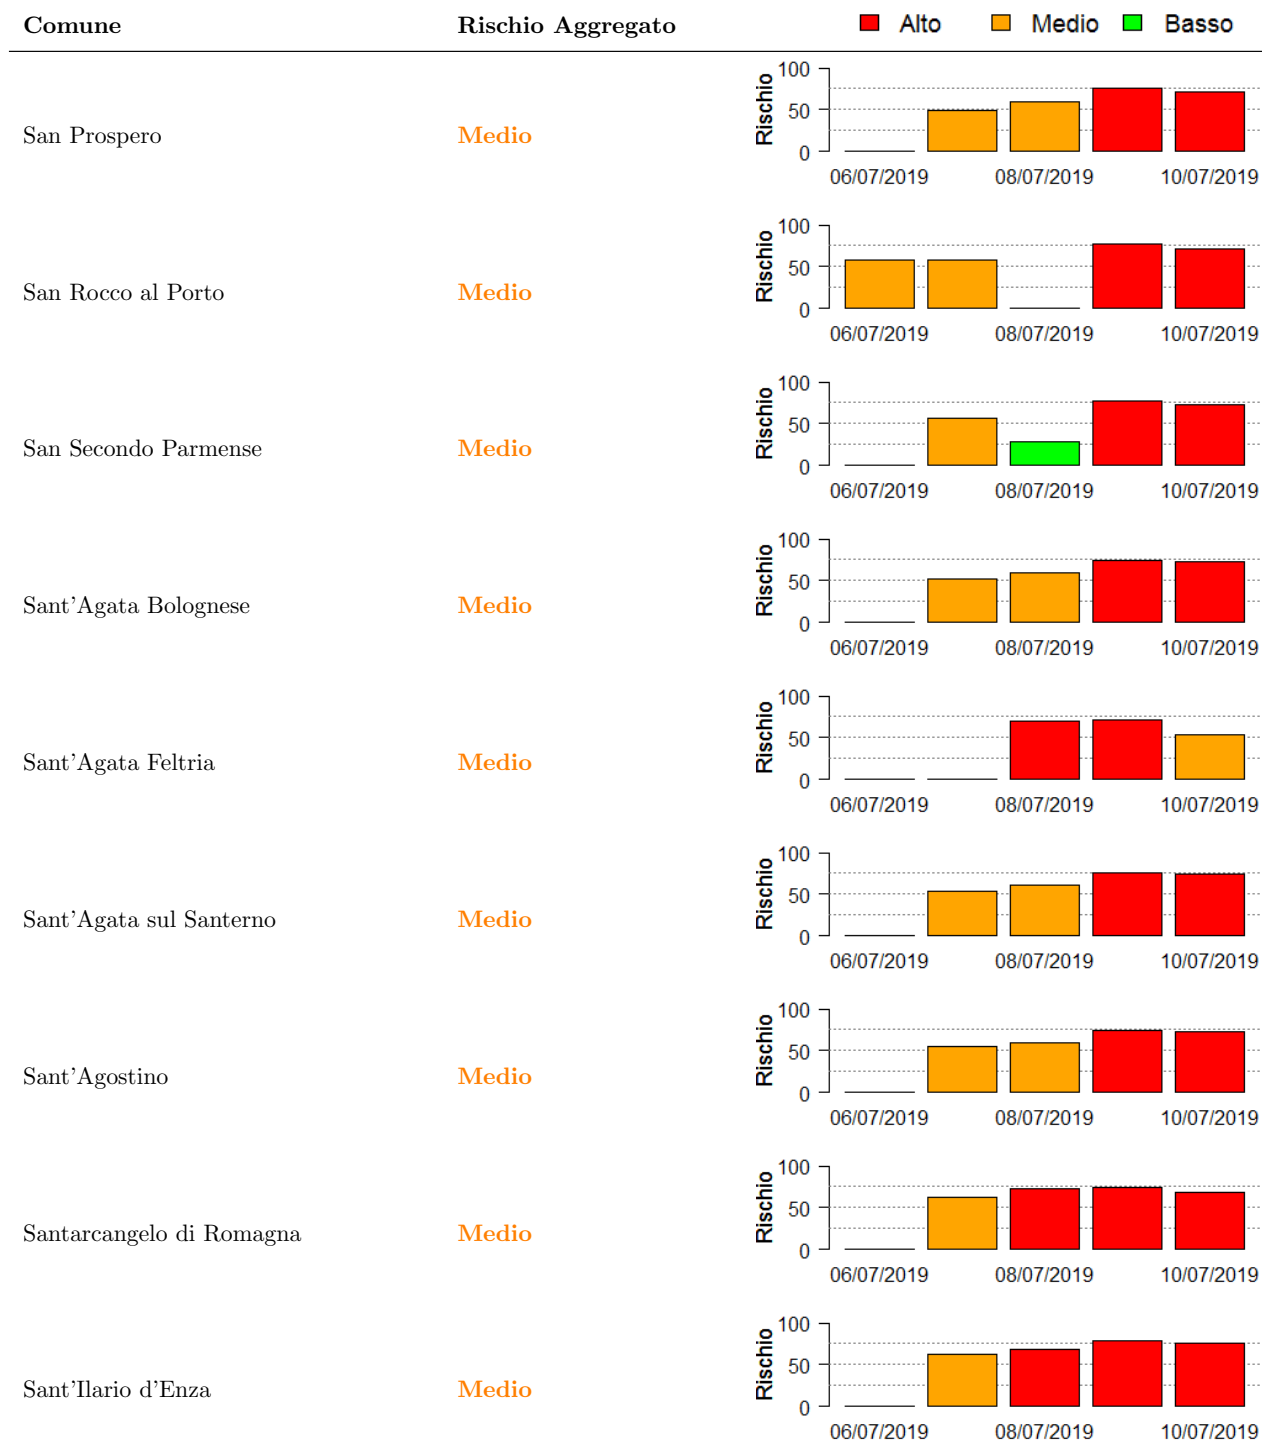 Comune Rischio Aggregato Alto Medio Basso
San Prospero Medio
Rischio
100
50
0
06/07/2019 08/07/2019 10/07/2019
San Rocco al Porto Medio
Rischio
100
50
0
06/07/2019 08/07/2019 10/07/2019
San Secondo Parmense Medio
Rischio
100
50
0
06/07/2019 08/07/2019 10/07/2019
Sant'Agata Bolognese Medio
Rischio
100
50
0
06/07/2019 08/07/2019 10/07/2019
Sant'Agata Feltria Medio
Rischio
100
50
0
06/07/2019 08/07/2019 10/07/2019
Sant'Agata sul Santerno Medio
Rischio
100
50
0
06/07/2019 08/07/2019 10/07/2019
Sant'Agostino Medio
Rischio
100
50
0
06/07/2019 08/07/2019 10/07/2019
Santarcangelo di Romagna Medio
Rischio
100
50
0
06/07/2019 08/07/2019 10/07/2019
Sant'Ilario d'Enza Medio
Rischio
100
50
0
06/07/2019 08/07/2019 10/07/2019